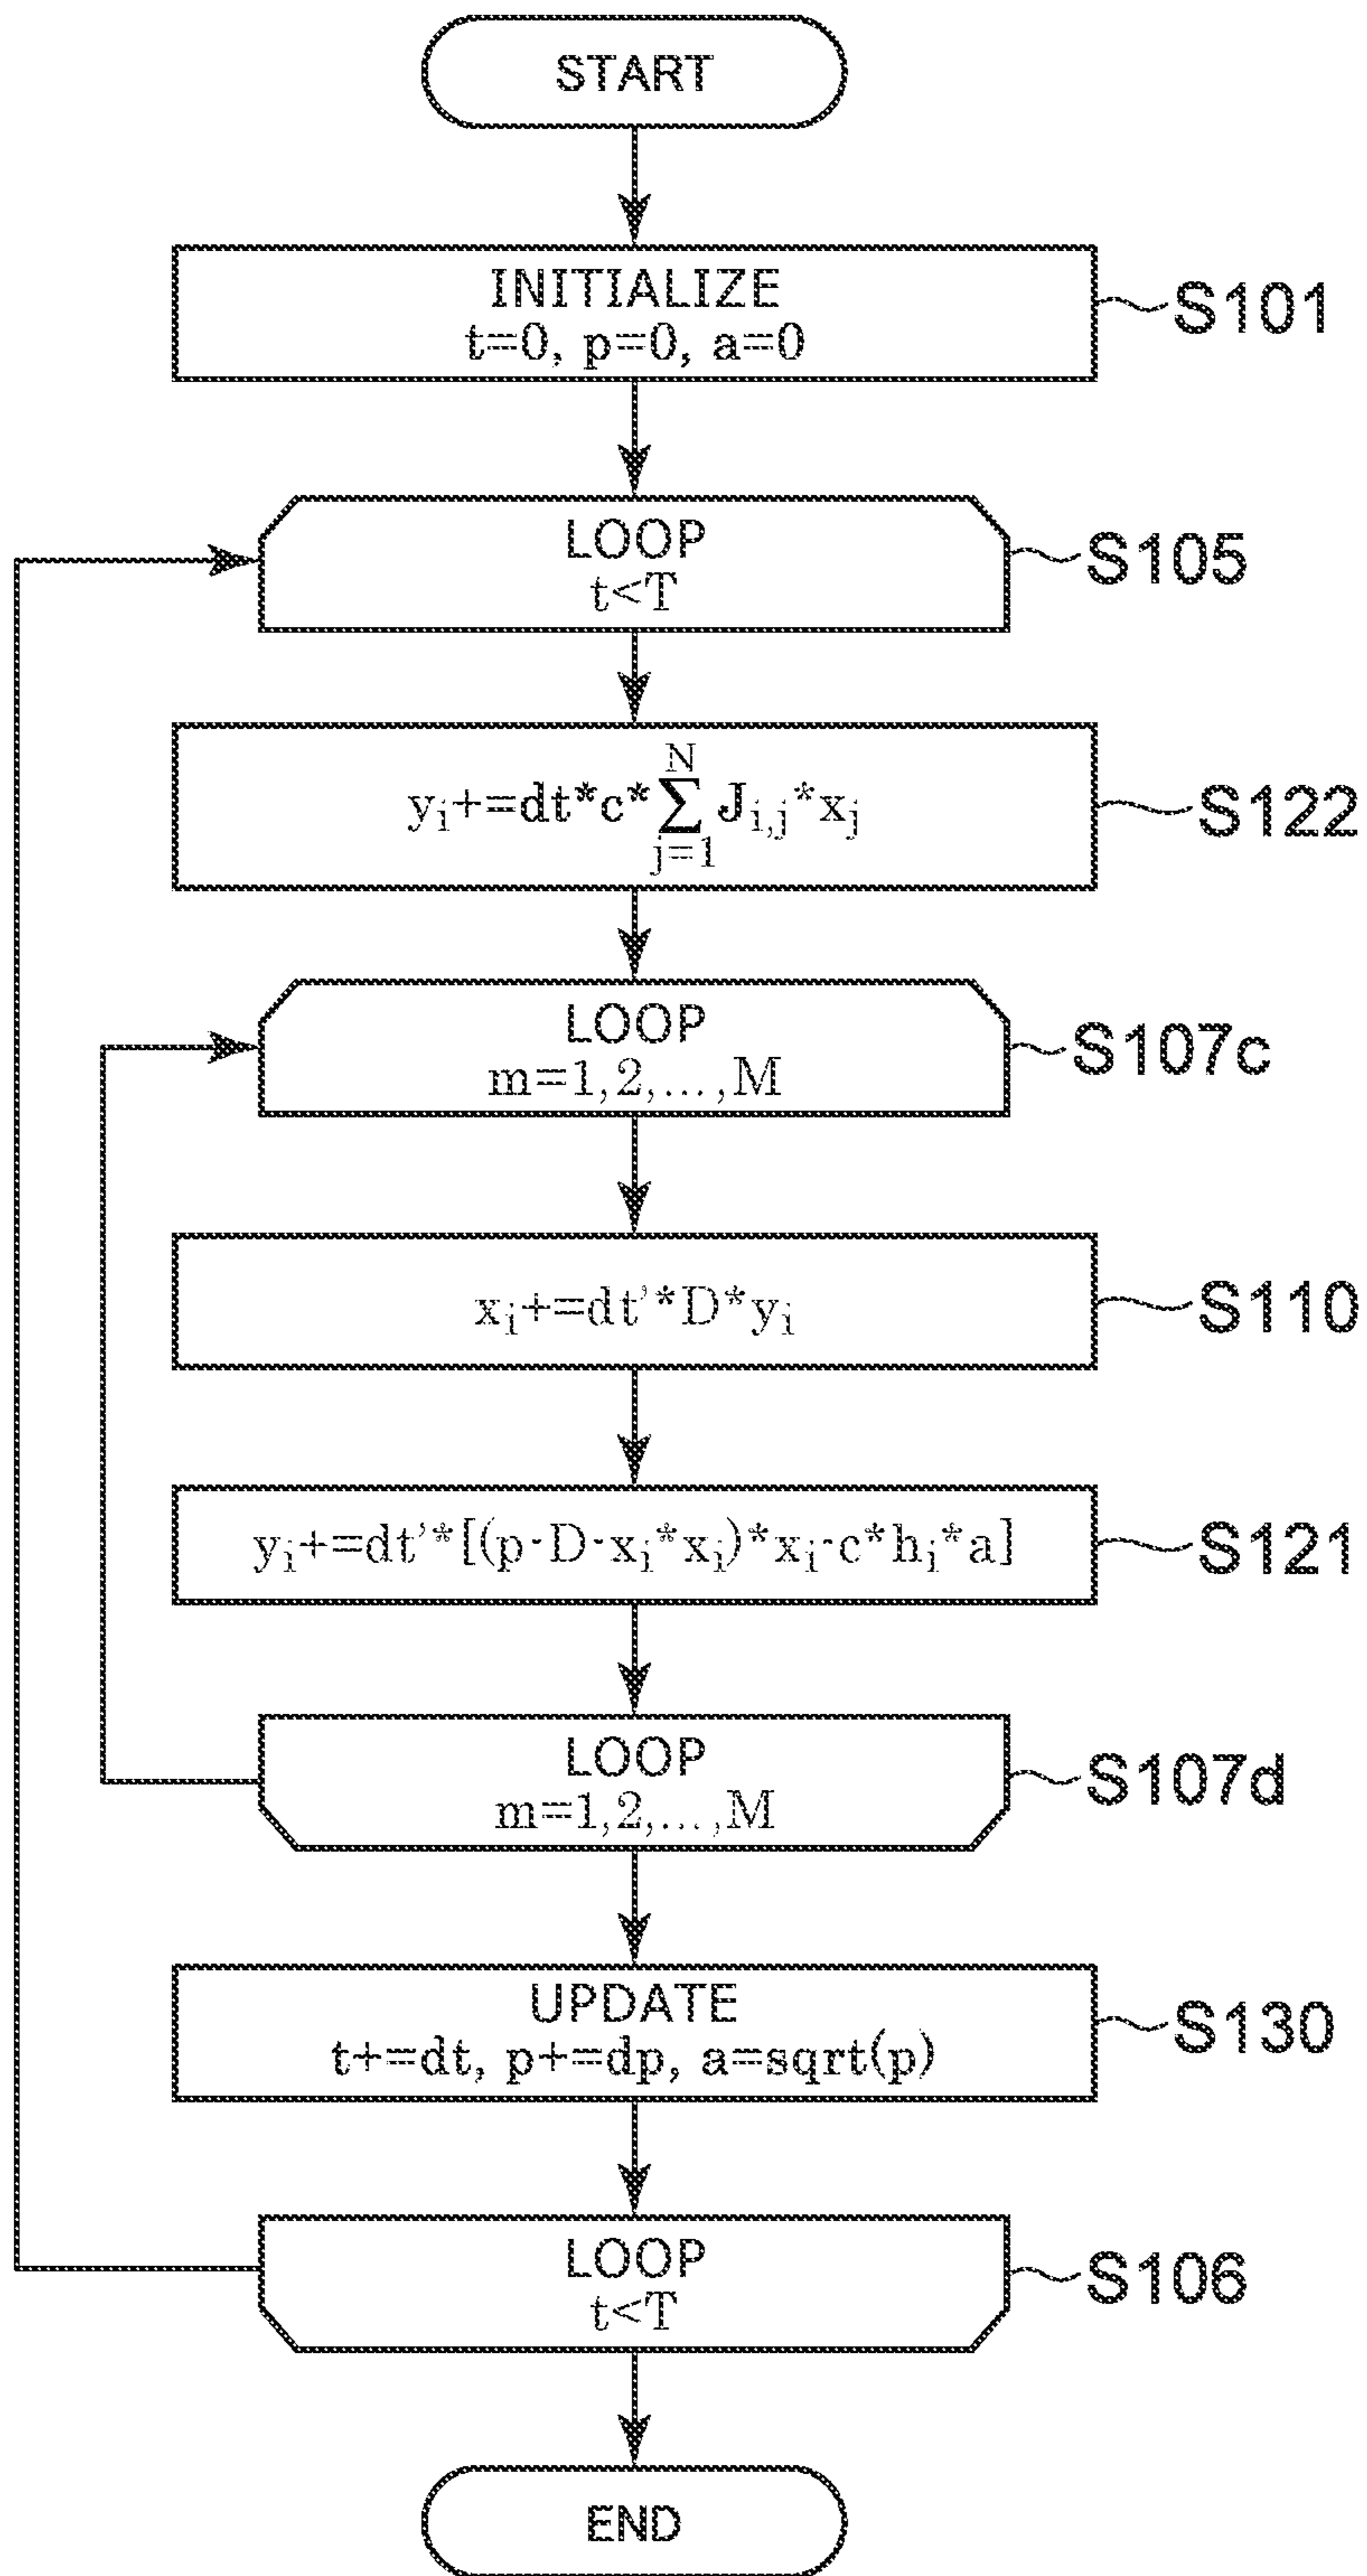 START
INITIALIZE
t=0, p=0, a=0
S101
LOOP
t<T
S105
N
yᵢ+=dt*c*∑Jᵢ,ⱼ*xⱼ
j=1
S122
LOOP
m=1,2,...,M
S107c
xᵢ+=dt'*D*yᵢ
S110
yᵢ+=dt'*[(p-D-xᵢ*xᵢ)*xᵢ-c*hᵢ*a]
S121
LOOP
m=1,2,...,M
S107d
UPDATE
t+=dt, p+=dp, a=sqrt(p)
S130
LOOP
t<T
S106
END